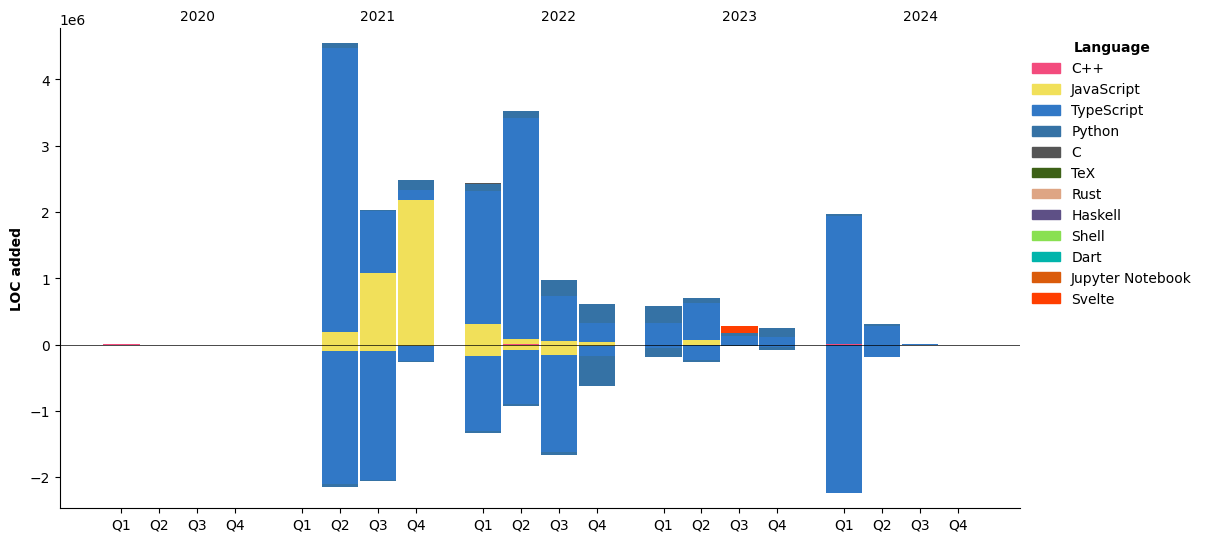 1e6
2020 2021 2022 2023 2024
LOC added
4
3
2
1
0
−1
−2
Q1 Q2 Q3 Q4 Q1 Q2 Q3 Q4 Q1 Q2 Q3 Q4 Q1 Q2 Q3 Q4 Q1 Q2 Q3 Q4
Language
C++
JavaScript
TypeScript
Python
C
TeX
Rust
Haskell
Shell
Dart
Jupyter Notebook
Svelte